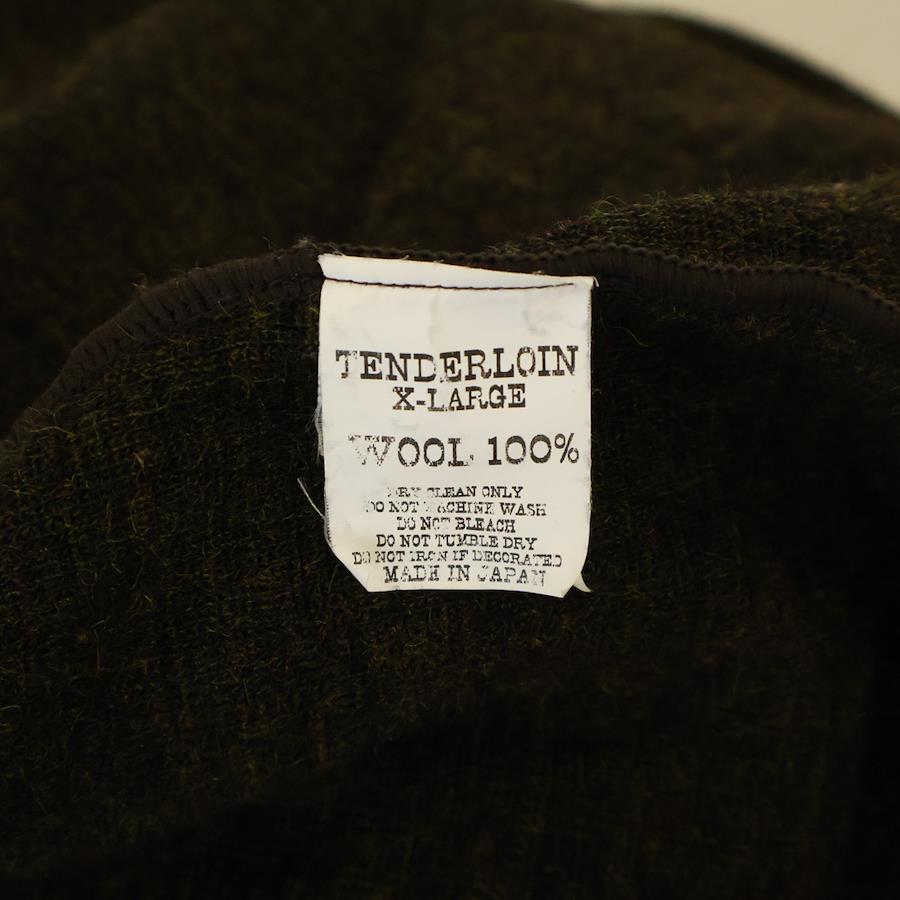 TENDERLOIN
X-LARGE
WOOL 100%
DRY CLEAN ONLY
DO NOT MACHINE WASH
DO NOT BLEACH
DO NOT TUMBLE DRY
DO NOT IRON IF DECORATED
MADE IN JAPAN